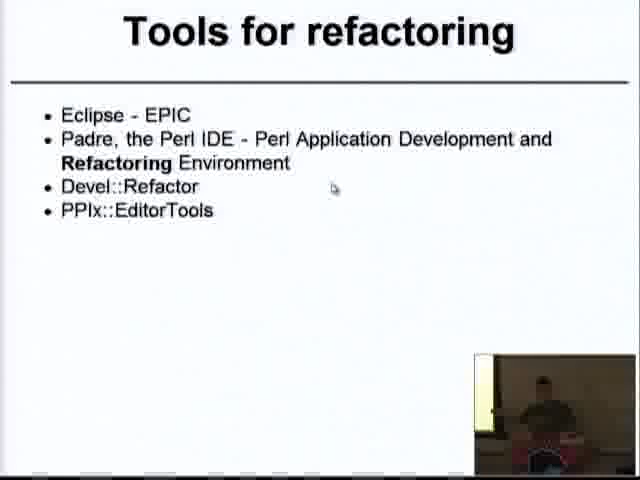 Tools for refactoring
• Eclipse - EPIC
• Padre, the Perl IDE - Perl Application Development and
Refactoring Environment
• Devel::Refactor
• PPIx::EditorTools